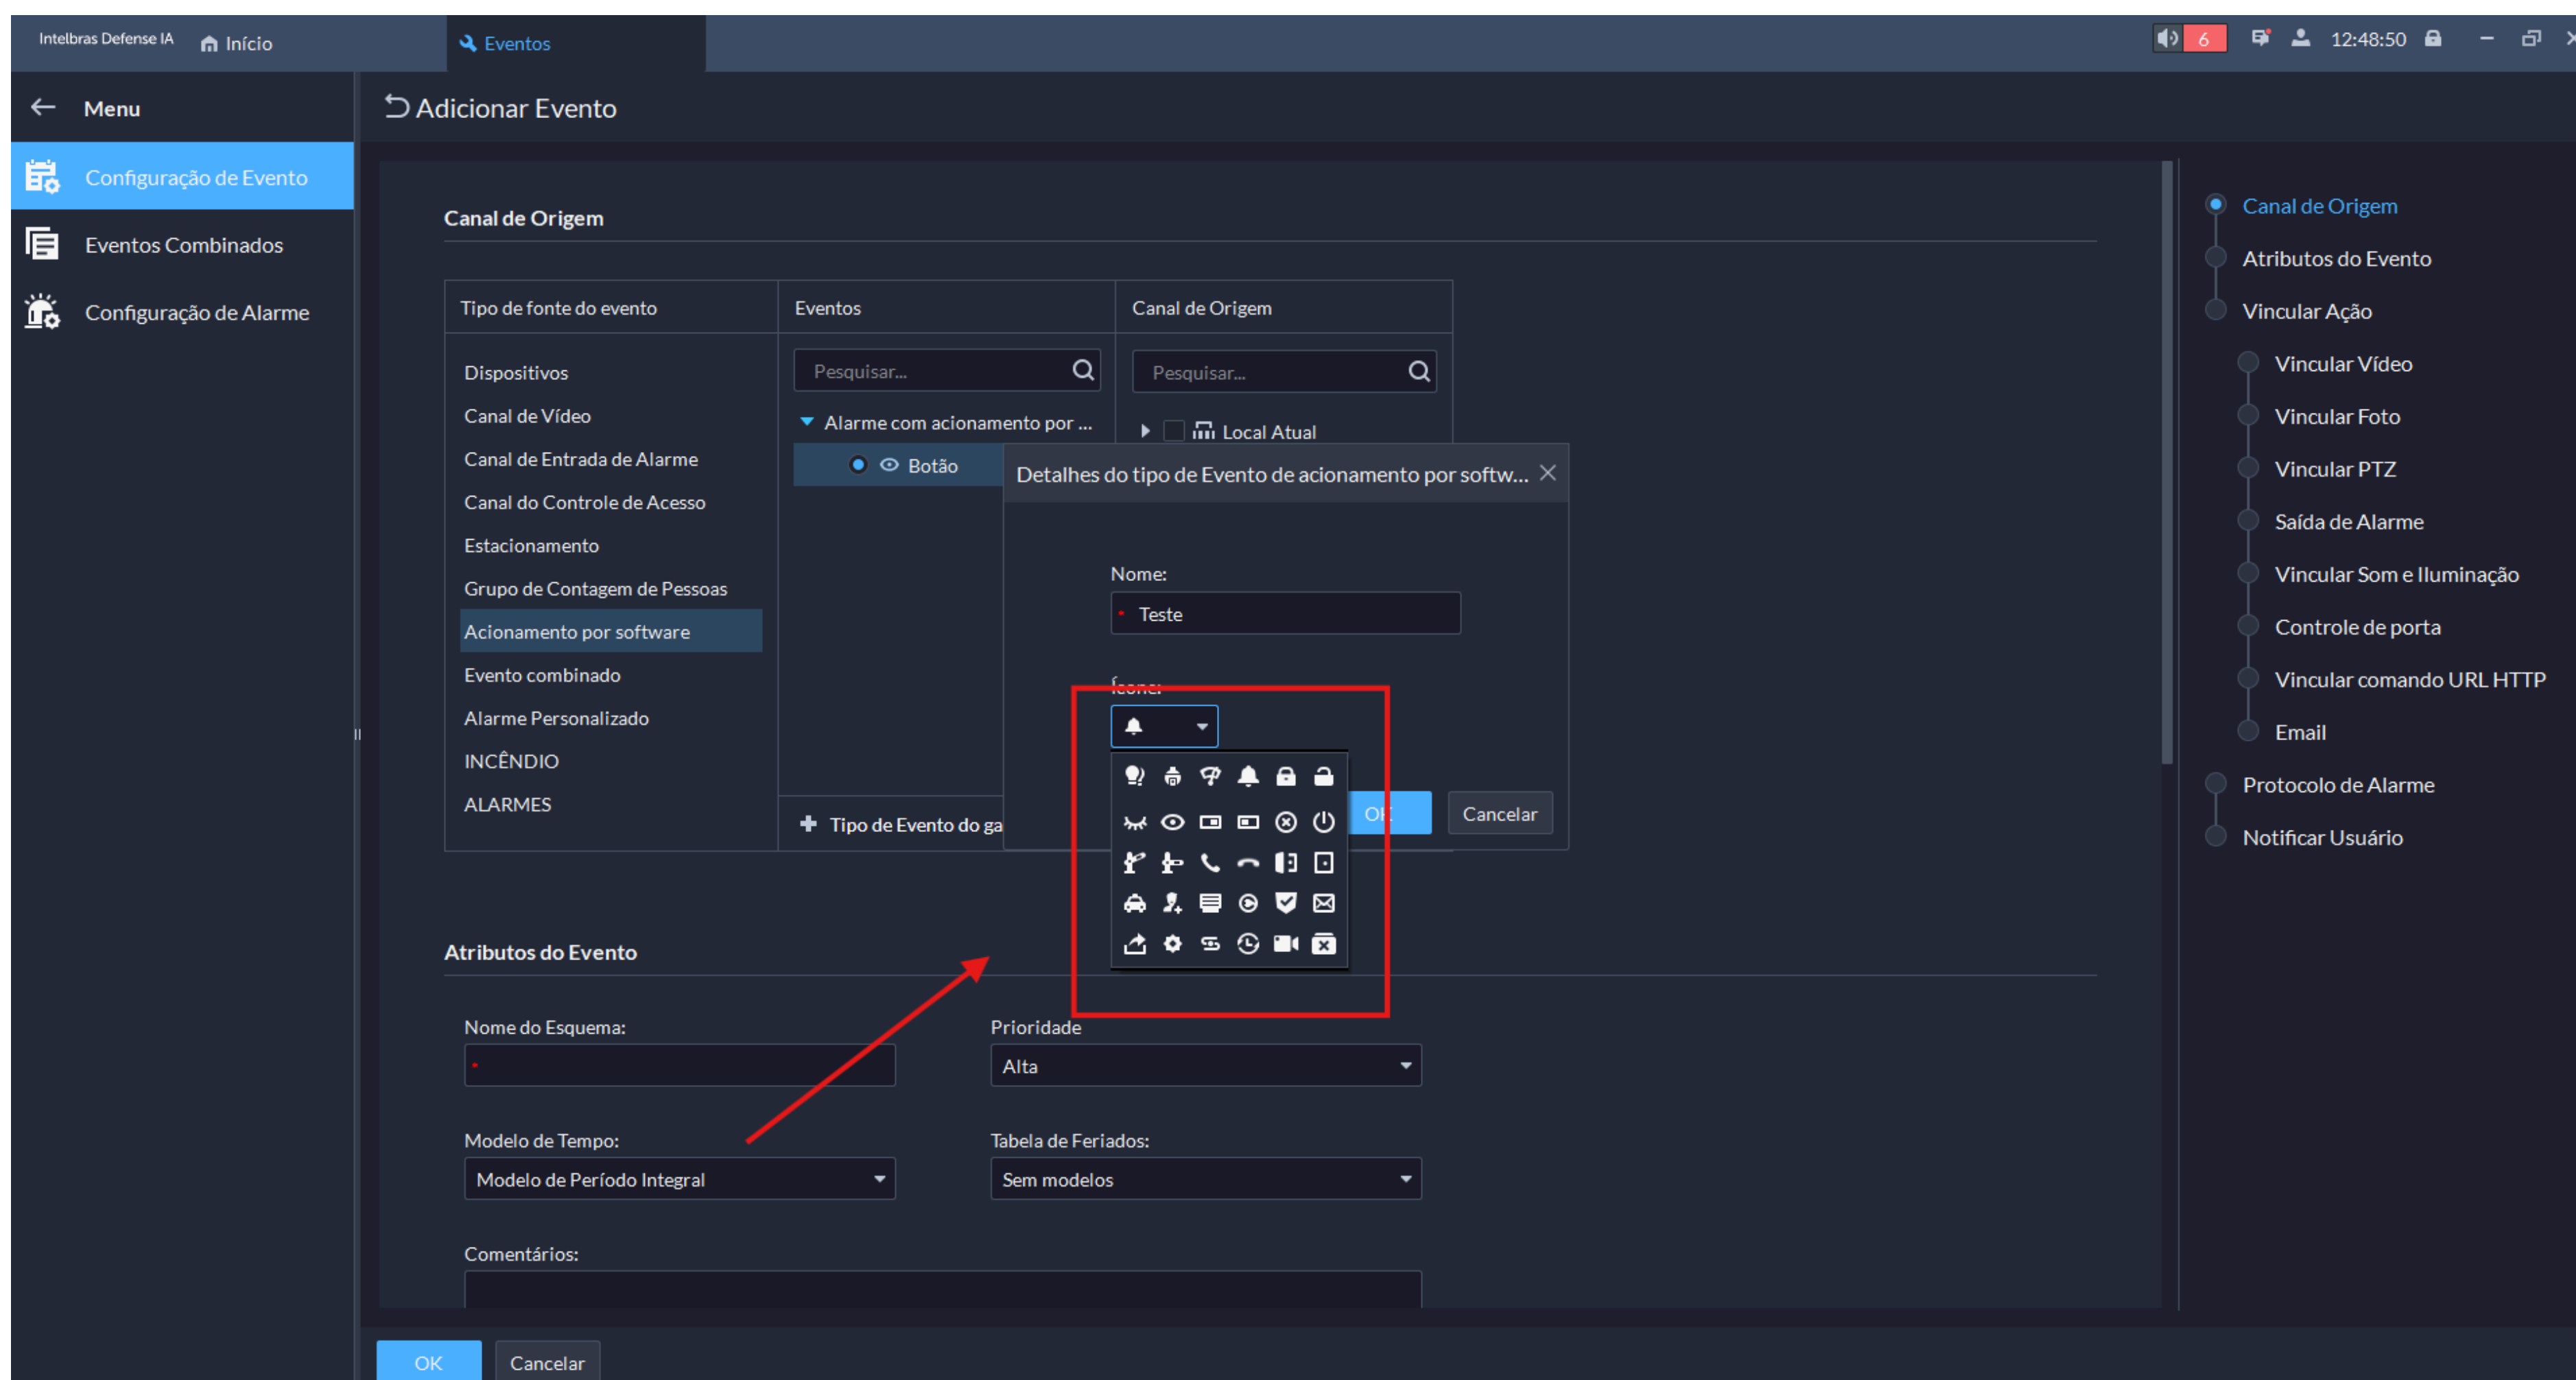 Intelbras Defense IA
Início
Eventos
6
12:48:50
Menu
Adicionar Evento
Configuração de Evento
Eventos Combinados
Configuração de Alarme
Canal de Origem
Tipo de fonte do evento
Eventos
Canal de Origem
Dispositivos
Canal de Vídeo
Canal de Entrada de Alarme
Canal do Controle de Acesso
Estacionamento
Grupo de Contagem de Pessoas
Acionamento por software
Evento combinado
Alarme Personalizado
INCÊNDIO
ALARMES
Pesquisar...
Alarme com acionamento por ...
Botão
Tipo de Evento do ga
Pesquisar...
Local Atual
Detalhes do tipo de Evento de acionamento por softw...
Nome:
Teste
Ícone:
OK
Cancelar
Atributos do Evento
Nome do Esquema:
Prioridade
Alta
Modelo de Tempo:
Tabela de Feriados:
Modelo de Período Integral
Sem modelos
Comentários:
OK
Cancelar
Canal de Origem
Atributos do Evento
Vincular Ação
Vincular Vídeo
Vincular Foto
Vincular PTZ
Saída de Alarme
Vincular Som e Iluminação
Controle de porta
Vincular comando URL HTTP
Email
Protocolo de Alarme
Notificar Usuário